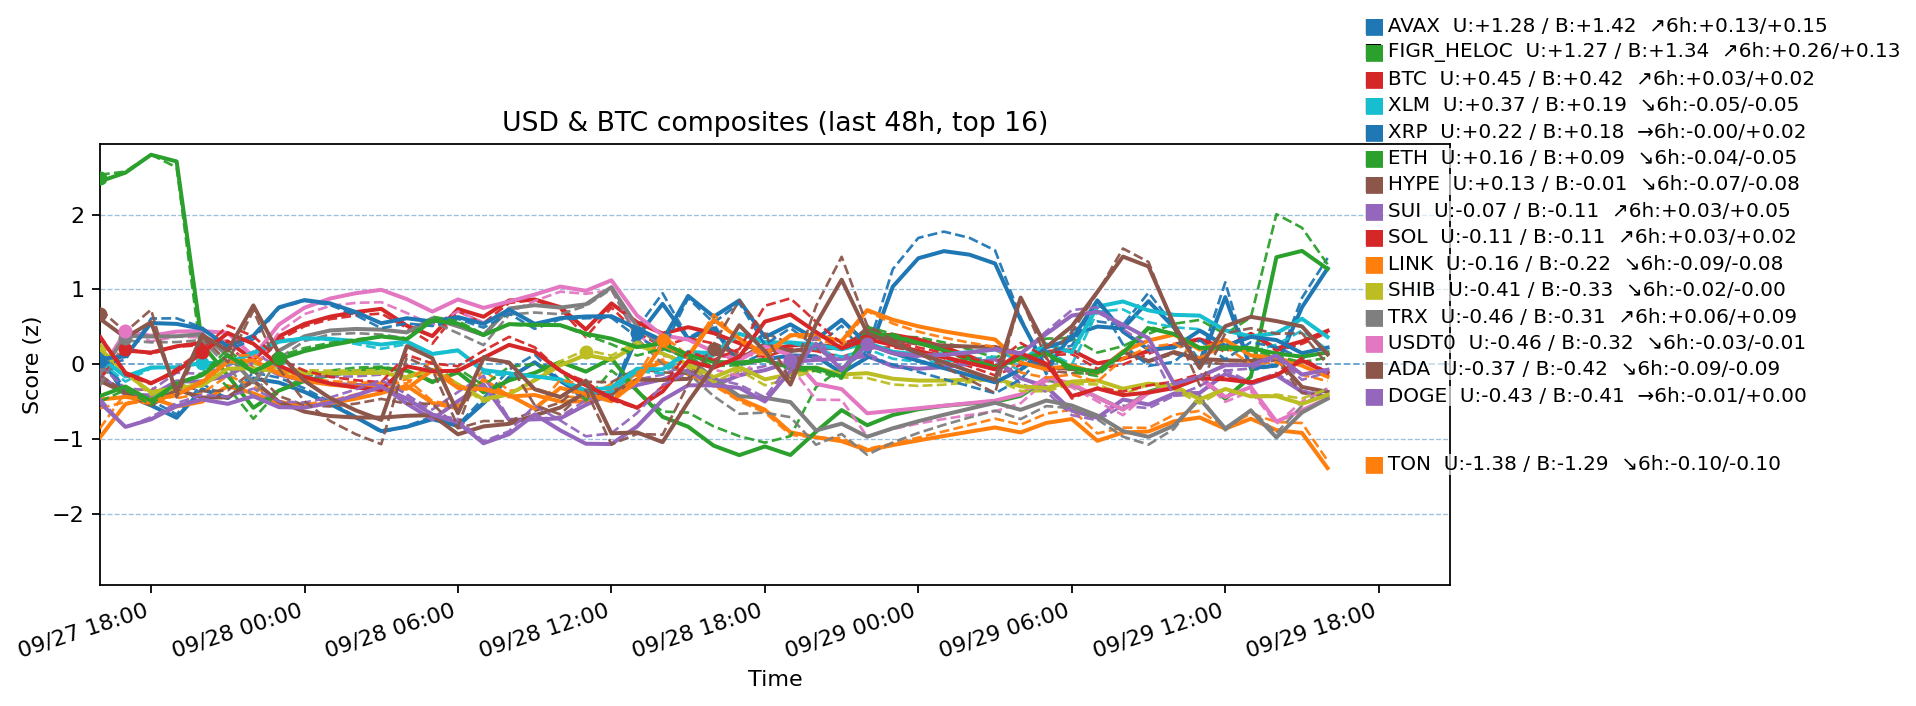 AVAX  U:+1.28 / B:+1.42  ↗6h:+0.13/+0.15
FIGR_HELOC  U:+1.27 / B:+1.34  ↗6h:+0.26/+0.13
BTC  U:+0.45 / B:+0.42  ↗6h:+0.03/+0.02
XLM  U:+0.37 / B:+0.19  ↘6h:-0.05/-0.05
XRP  U:+0.22 / B:+0.18  →6h:-0.00/+0.02
ETH  U:+0.16 / B:+0.09  ↘6h:-0.04/-0.05
HYPE  U:+0.13 / B:-0.01  ↘6h:-0.07/-0.08
SUI  U:-0.07 / B:-0.11  ↗6h:+0.03/+0.05
SOL  U:-0.11 / B:-0.11  ↗6h:+0.03/+0.02
LINK  U:-0.16 / B:-0.22  ↘6h:-0.09/-0.08
SHIB  U:-0.41 / B:-0.33  ↘6h:-0.02/-0.00
TRX  U:-0.46 / B:-0.31  ↗6h:+0.06/+0.09
USDT0  U:-0.46 / B:-0.32  ↘6h:-0.03/-0.01
ADA  U:-0.37 / B:-0.42  ↘6h:-0.09/-0.09
DOGE  U:-0.43 / B:-0.41  →6h:-0.01/+0.00
TON  U:-1.38 / B:-1.29  ↘6h:-0.10/-0.10
USD & BTC composites (last 48h, top 16)
Score (z)
2
1
0
−1
−2
09/27 18:00
09/28 00:00
09/28 06:00
09/28 12:00
09/28 18:00
09/29 00:00
09/29 06:00
09/29 12:00
09/29 18:00
Time